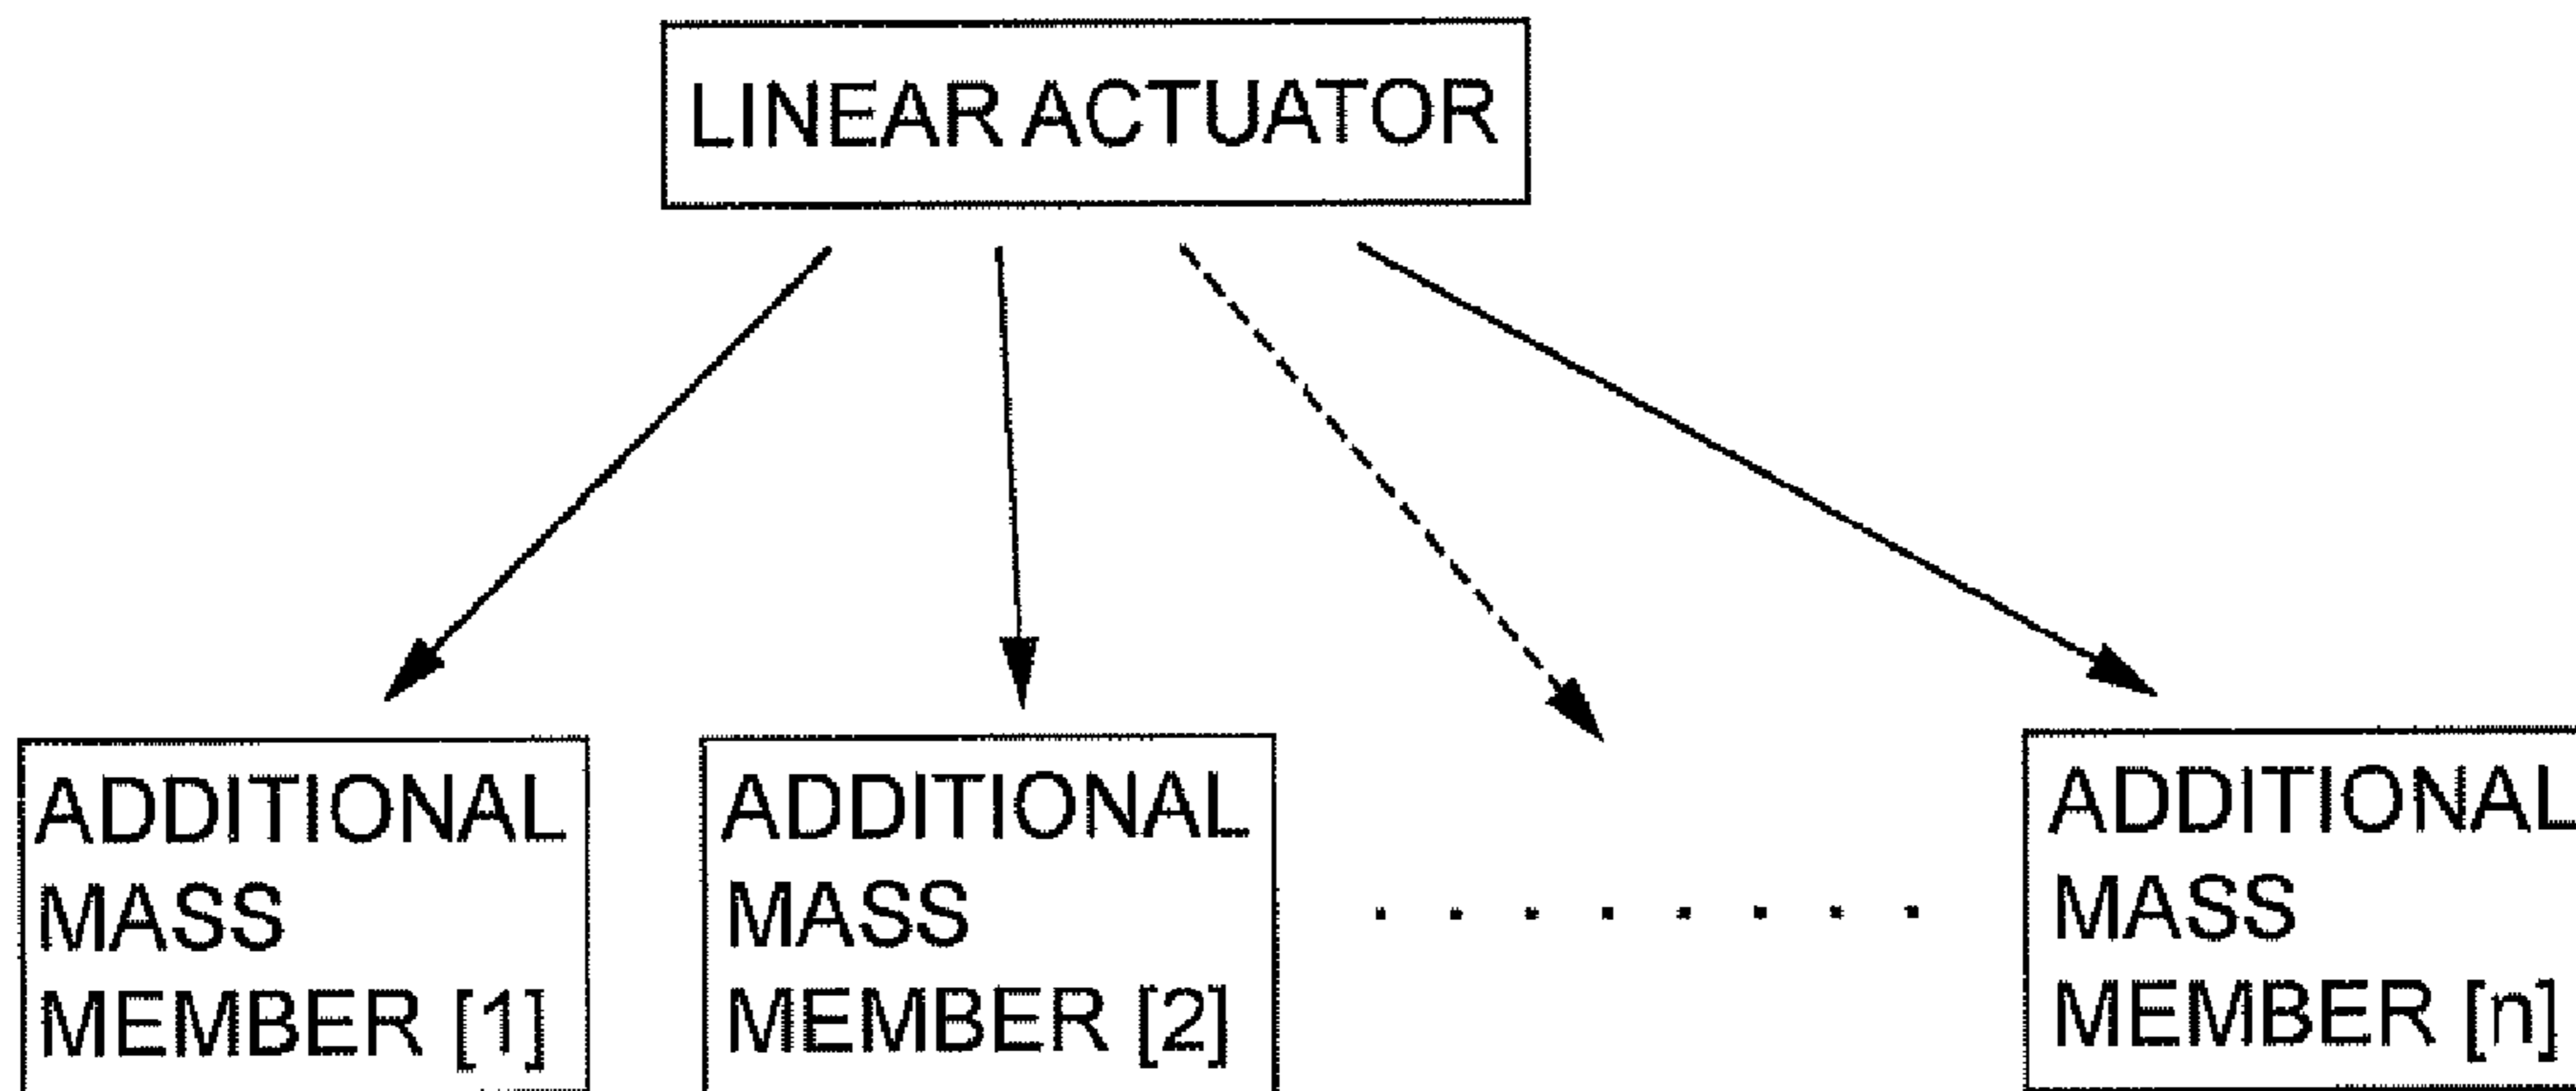 LINEAR ACTUATOR
ADDITIONAL
MASS
MEMBER [1]
ADDITIONAL
MASS
MEMBER [2]
ADDITIONAL
MASS
MEMBER [n]